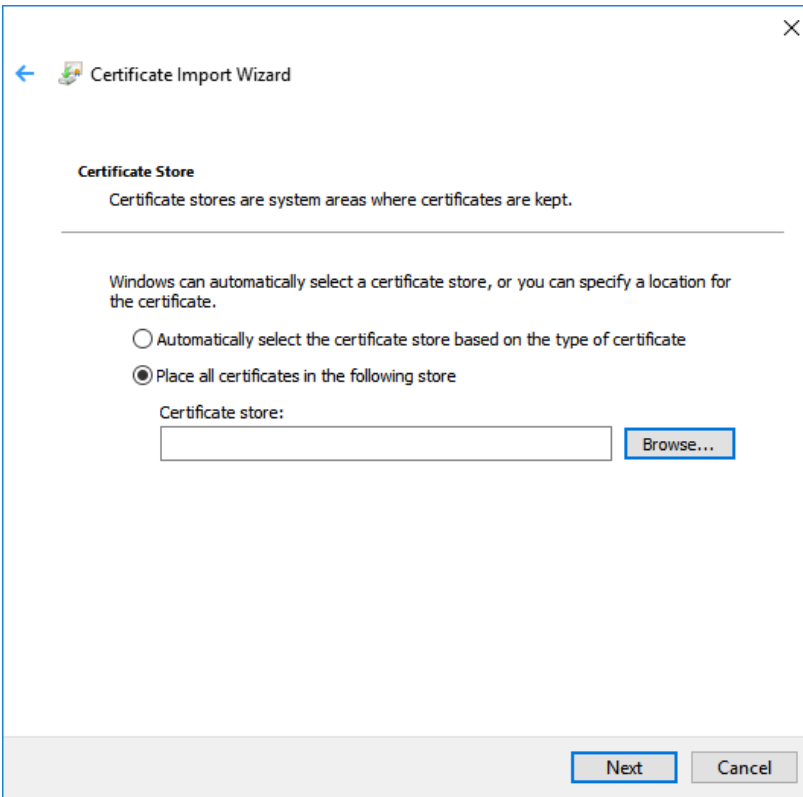 Certificate Import Wizard
Certificate Store
Certificate stores are system areas where certificates are kept.
Windows can automatically select a certificate store, or you can specify a location for
the certificate.
Automatically select the certificate store based on the type of certificate
Place all certificates in the following store
Certificate store:
Browse...
Next
Cancel